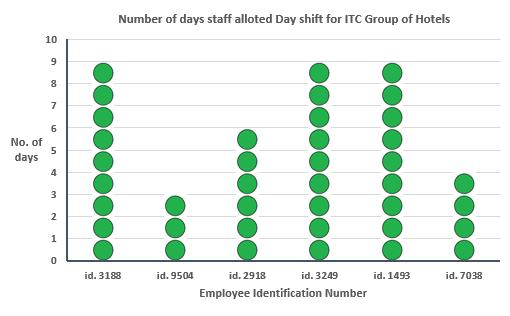 Number of days staff alloted Day shift for ITC Group of Hotels
10
9
8
7
6
5
4
3
2
1
0
No. of
days
id. 3188 id. 9504 id. 2918 id. 3249 id. 1493 id. 7038
Employee Identification Number